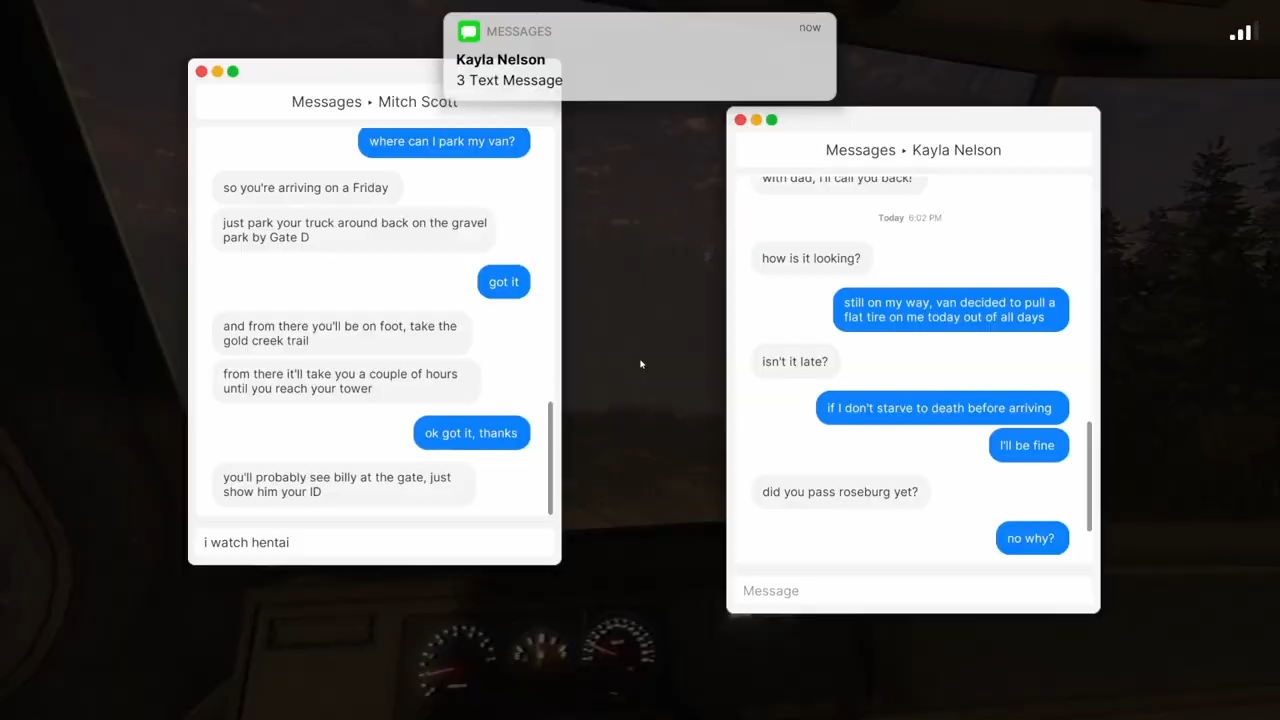 MESSAGES
now
Kayla Nelson
3 Text Message
Messages ‣ Mitch Scott
where can I park my van?
so you're arriving on a Friday
just park your truck around back on the gravel
park by Gate D
got it
and from there you'll be on foot, take the
gold creek trail
from there it'll take you a couple of hours
until you reach your tower
ok got it, thanks
you'll probably see billy at the gate, just
show him your ID
i watch hentai
Messages ‣ Kayla Nelson
with dad, I'll call you back!
Today 6:02 PM
how is it looking?
still on my way, van decided to pull a
flat tire on me today out of all days
isn't it late?
if I don't starve to death before arriving
I'll be fine
did you pass roseburg yet?
no why?
Message